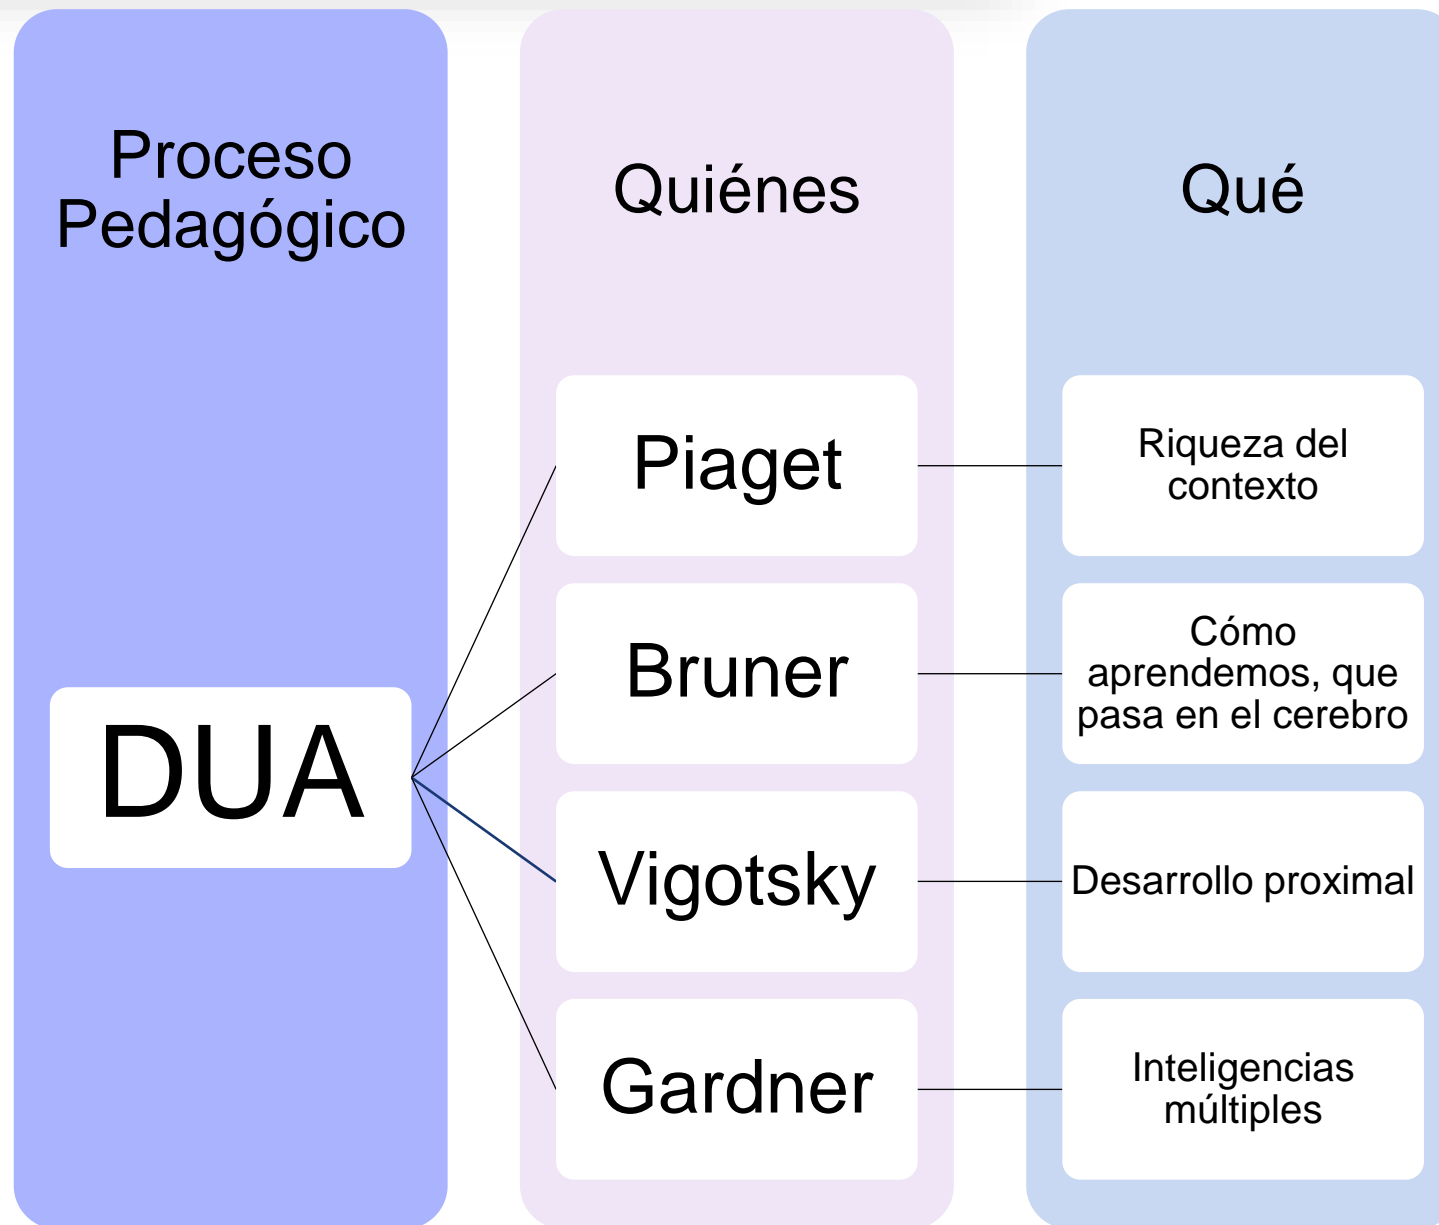 Proceso
Pedagógico
Quiénes
Qué
DUA
Piaget
Riqueza del
contexto
Bruner
Cómo
aprendemos, que
pasa en el cerebro
Vigotsky
Desarrollo proximal
Gardner
Inteligencias
múltiples